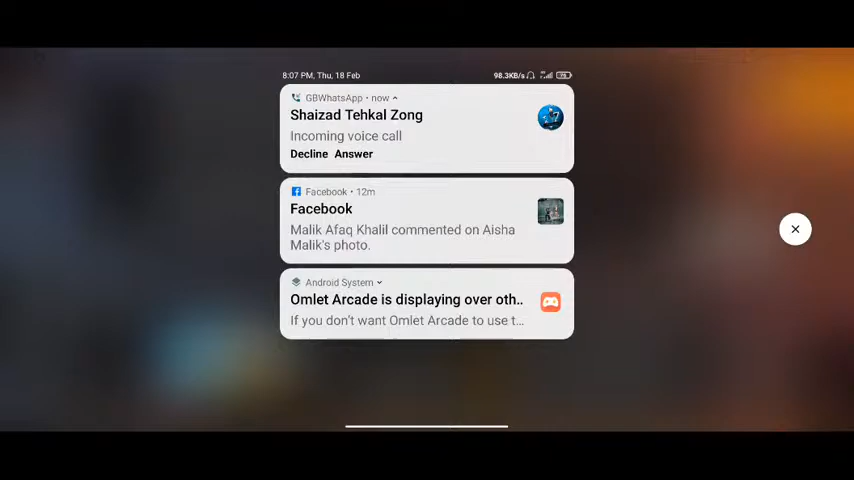 8:07 PM, Thu, 18 Feb 98.3KB/s
GBWhatsApp • now
Shaizad Tehkal Zong
Incoming voice call
Decline Answer
Facebook • 12m
Facebook
Malik Afaq Khalil commented on Aisha
Malik's photo.
Android System
Omlet Arcade is displaying over oth..
If you don't want Omlet Arcade to use t...